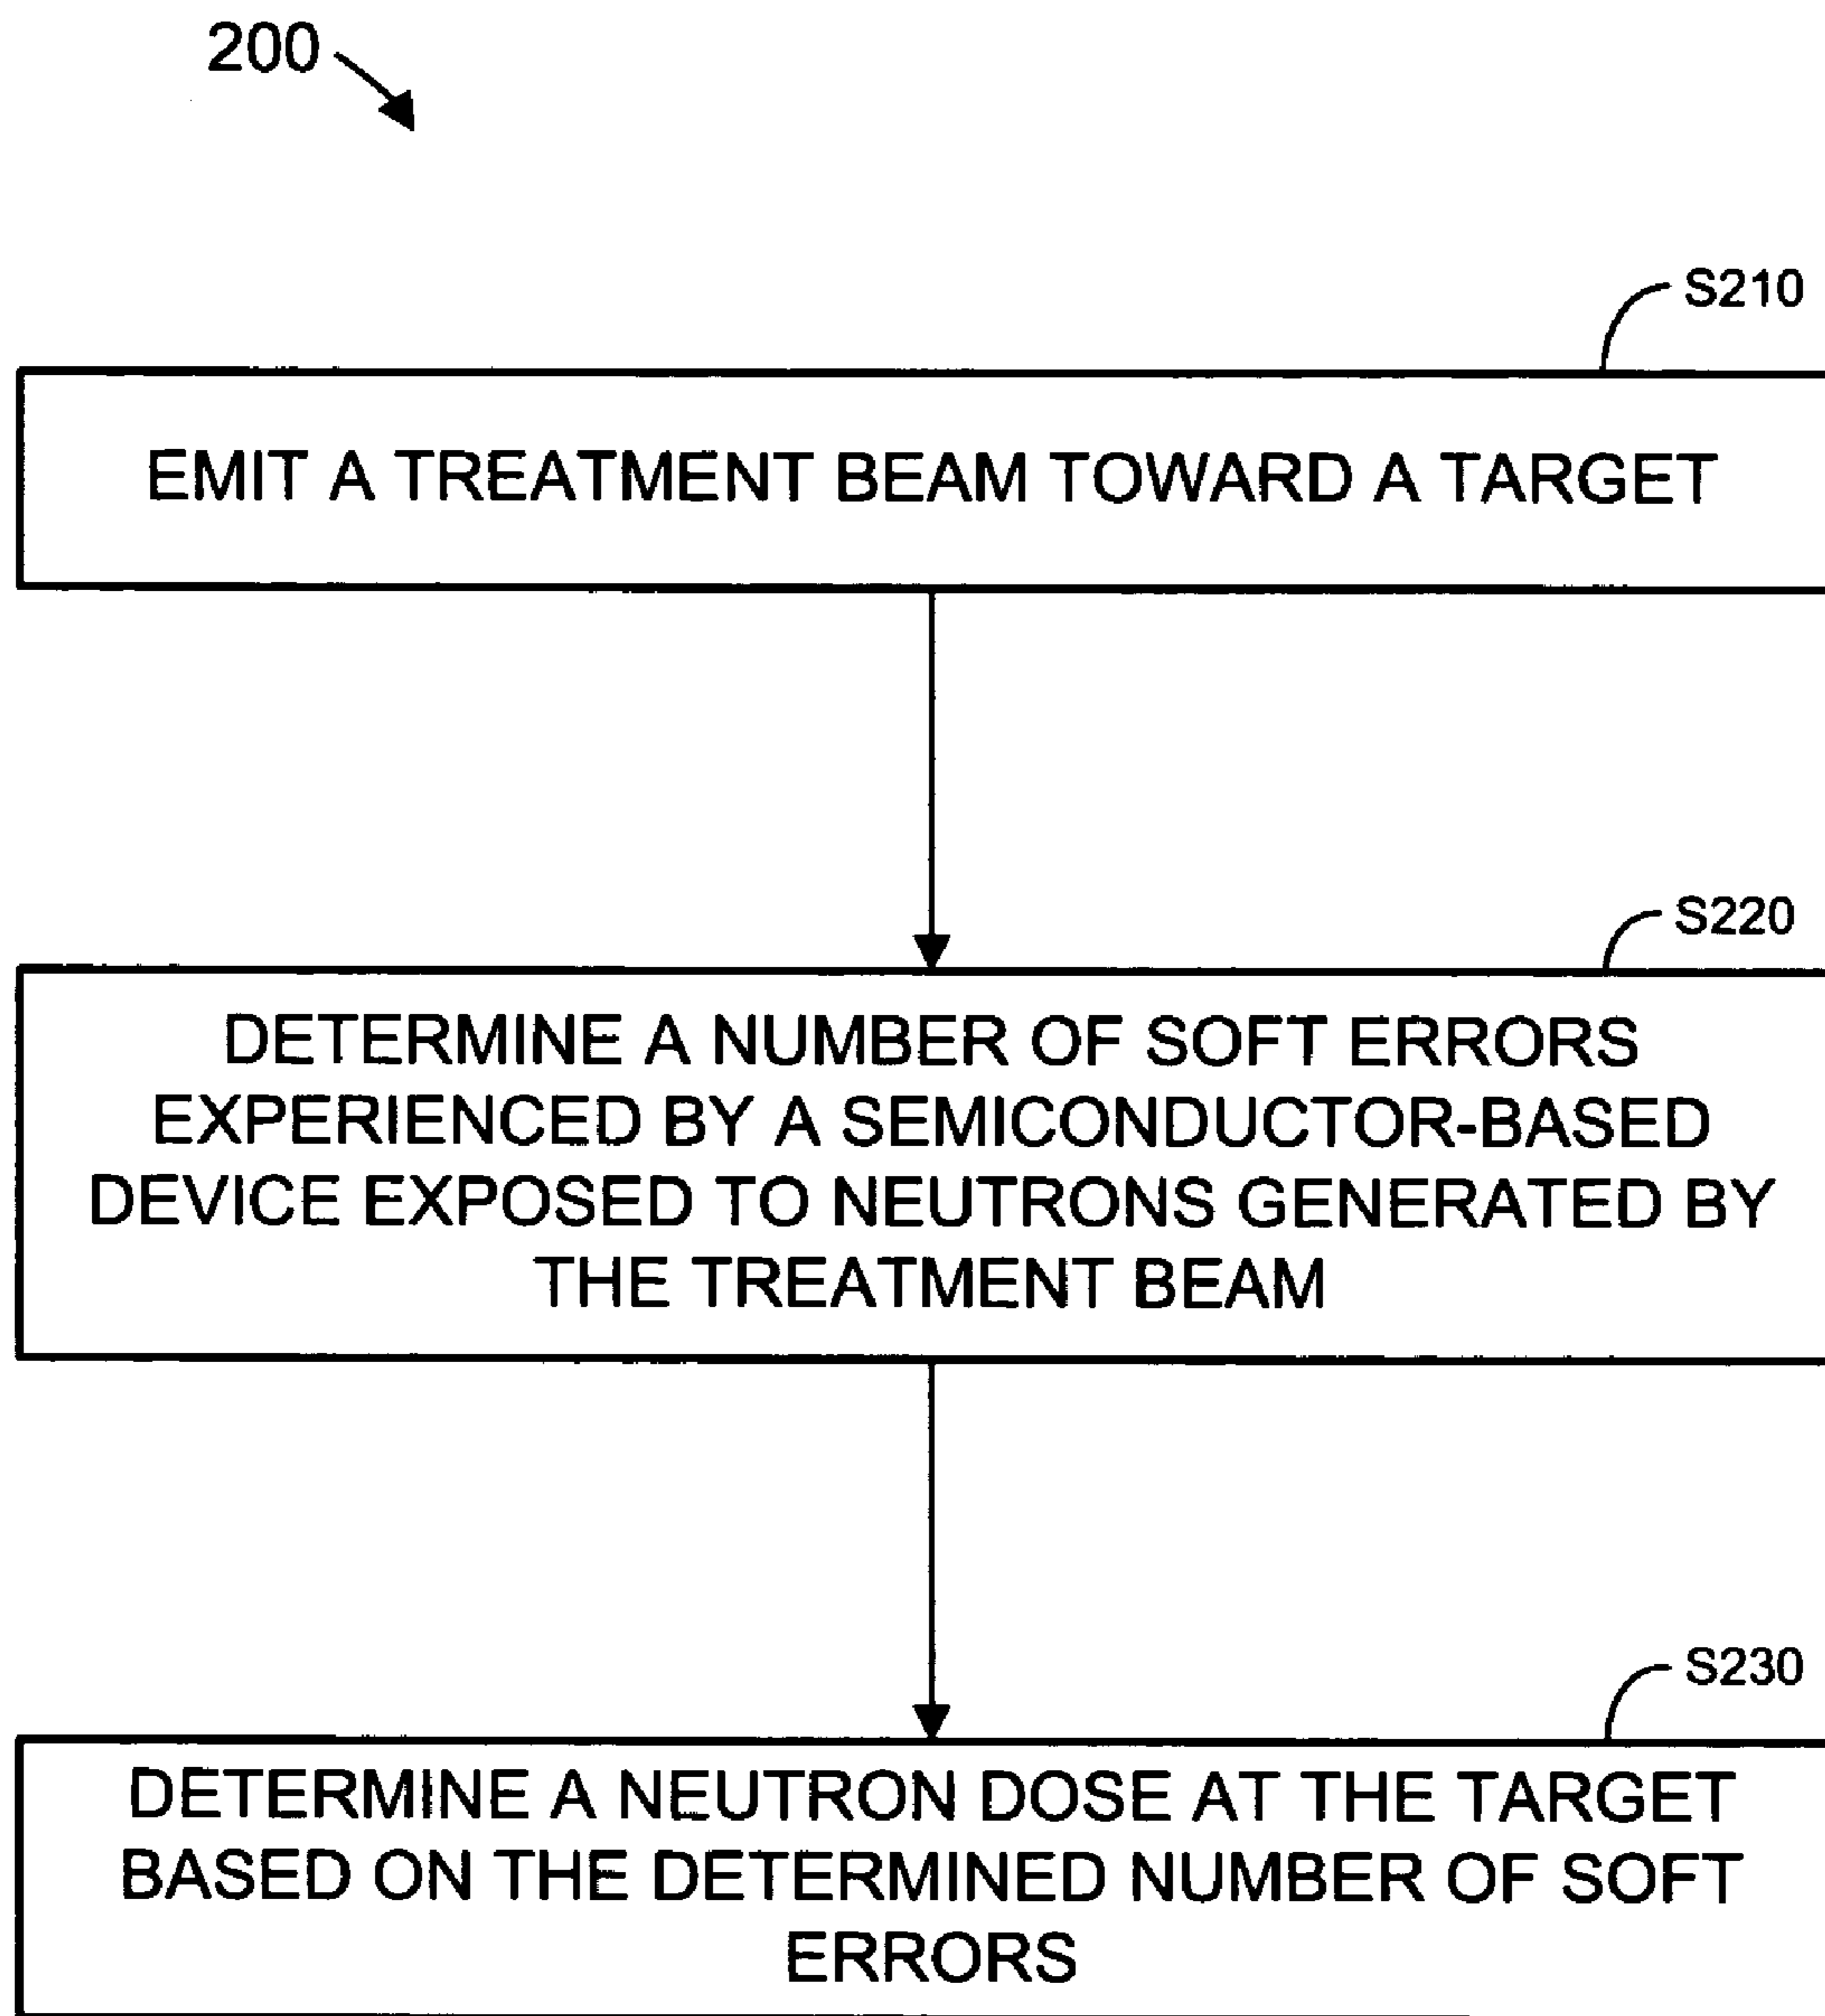 200
S210
EMIT A TREATMENT BEAM TOWARD A TARGET
S220
DETERMINE A NUMBER OF SOFT ERRORS
EXPERIENCED BY A SEMICONDUCTOR-BASED
DEVICE EXPOSED TO NEUTRONS GENERATED BY
THE TREATMENT BEAM
S230
DETERMINE A NEUTRON DOSE AT THE TARGET
BASED ON THE DETERMINED NUMBER OF SOFT
ERRORS